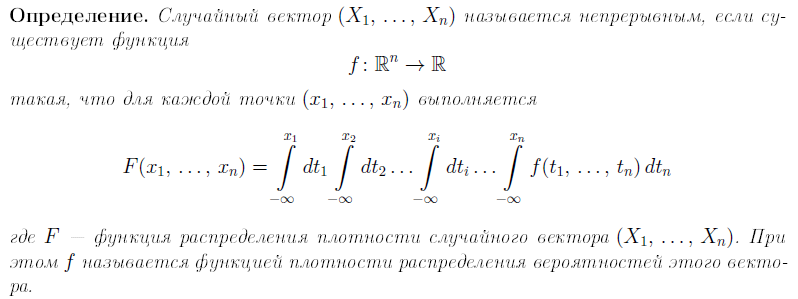 Определение. Случайный вектор (X₁, …, Xₙ) называется непрерывным, если су-
ществует функция
f : ℝⁿ → ℝ
такая, что для каждой точки (x₁, …, xₙ) выполняется
F(x₁, …, xₙ) = ∫_{−∞}^{x₁} dt₁ ∫_{−∞}^{x₂} dt₂ … ∫_{−∞}^{xᵢ} dtᵢ … ∫_{−∞}^{xₙ} f(t₁, …, tₙ) dtₙ
где F — функция распределения плотности случайного вектора (X₁, …, Xₙ). При
этом f называется функцией плотности распределения вероятностей этого векто-
ра.